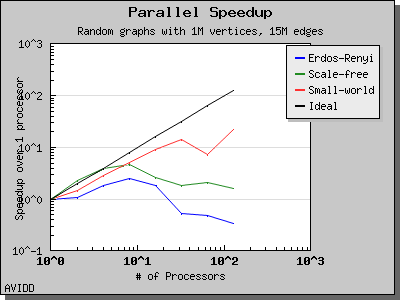 Parallel Speedup
Random graphs with 1M vertices, 15M edges
Speedup over 1 processor
10^3
10^2
10^1
10^0
10^-1
10^0
10^1
10^2
10^3
# of Processors
Erdos-Renyi
Scale-free
Small-world
Ideal
AVIDD